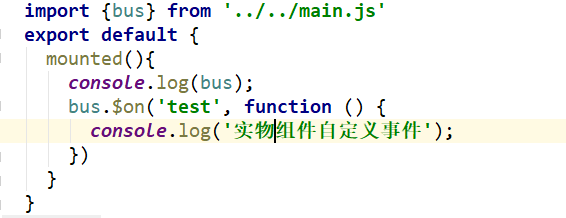 import {bus} from '../../main.js'
export default {
mounted(){
console.log(bus);
bus.$on('test', function () {
console.log('实物组件自定义事件');
})
}
}